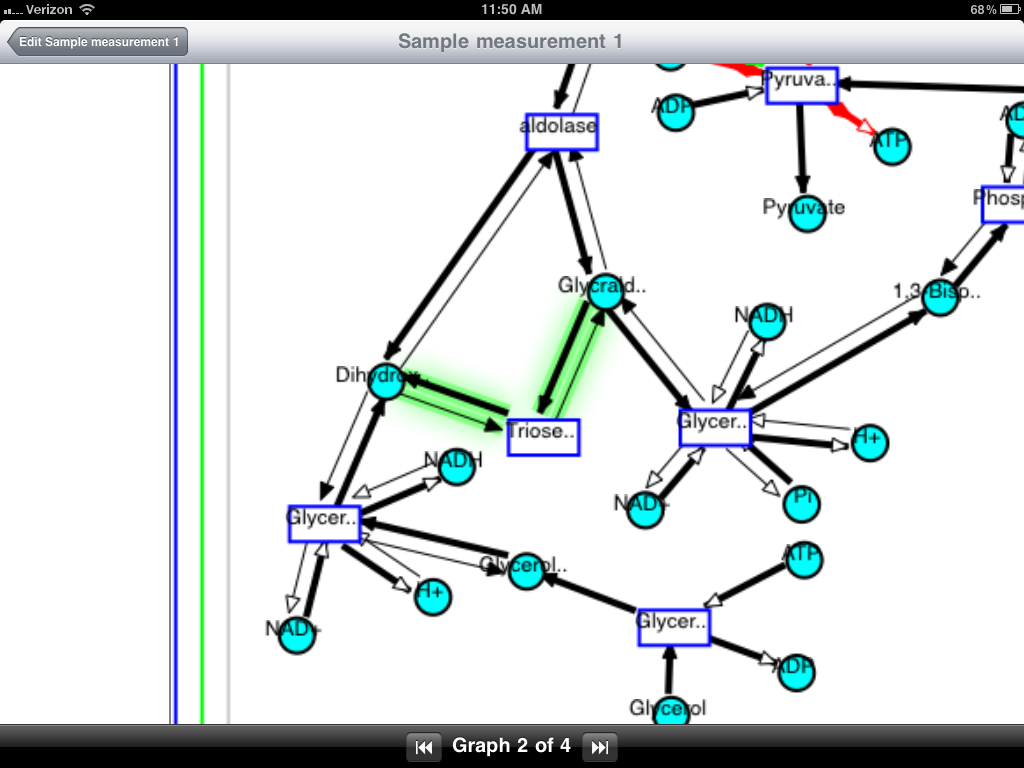 Verizon
11:50 AM
68%
Edit Sample measurement 1
Sample measurement 1
Pyruva..
ADP
aldolase
ATP
Phosp
Pyruvate
Glycrald..
1,3-Bisp..
NADH
Dihydrox..
Triose..
Glycer..
H+
NADH
Pi
NAD+
Glycer..
Glycerol..
ATP
H+
Glycer..
NAD+
ADP
Glycerol
Graph 2 of 4